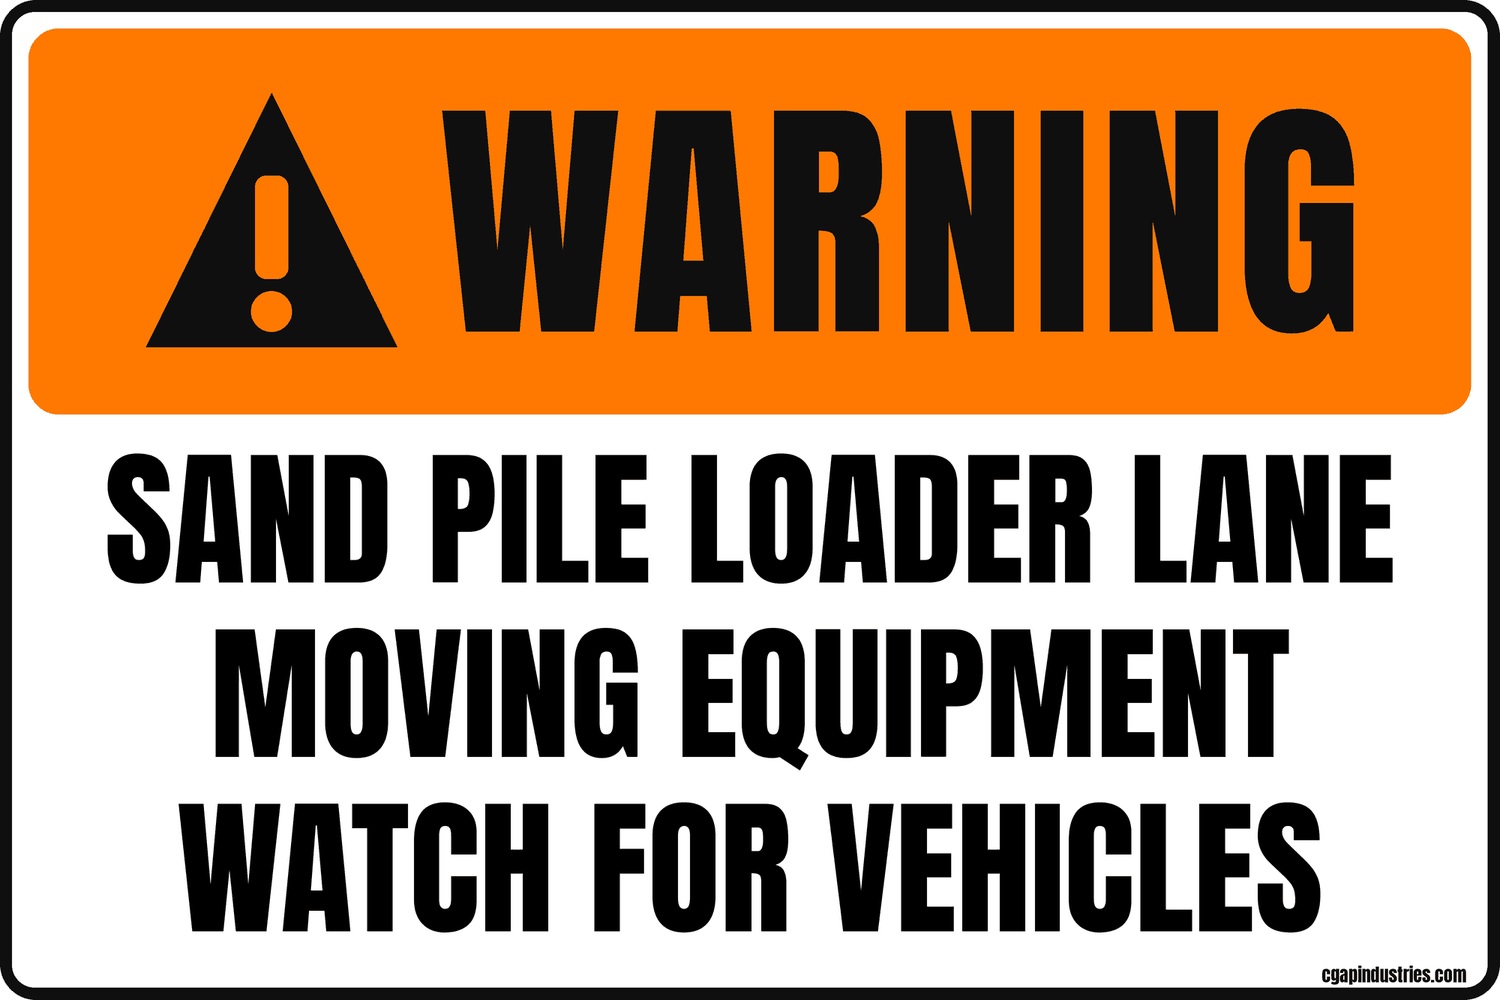 WARNING
SAND PILE LOADER LANE
MOVING EQUIPMENT
WATCH FOR VEHICLES
cgapindustries.com